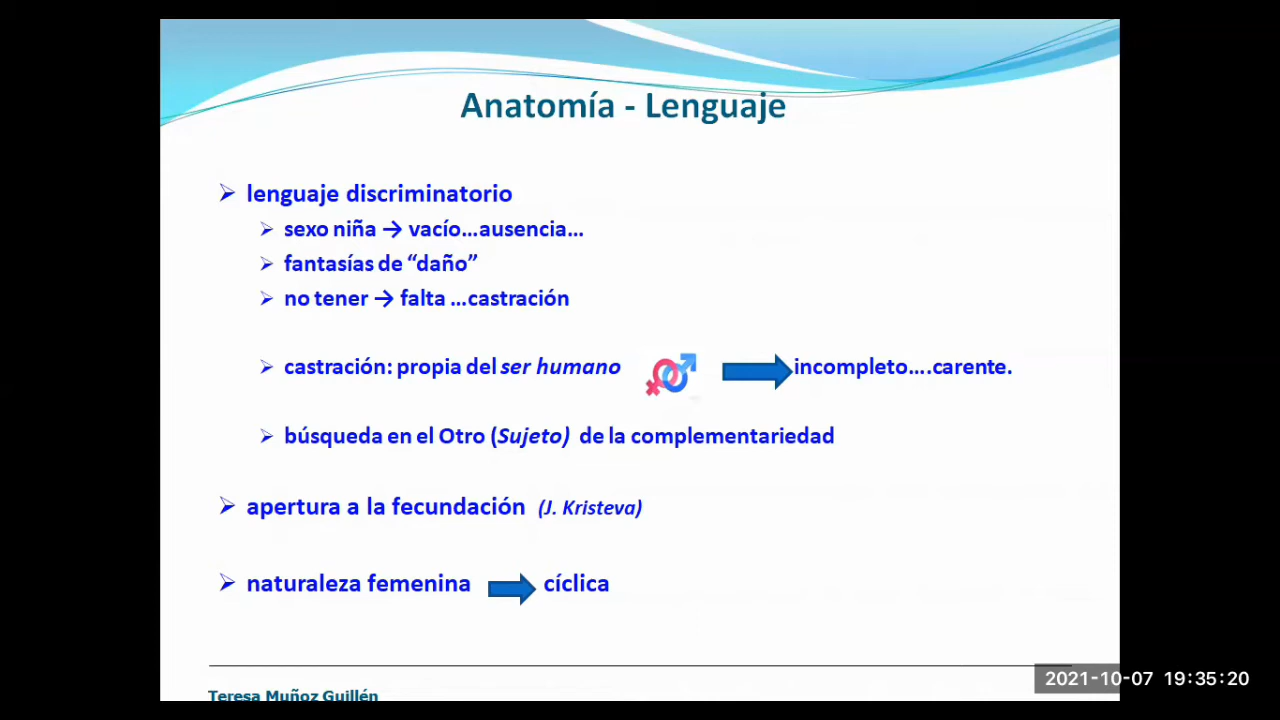 Anatomía - Lenguaje
lenguaje discriminatorio
sexo niña → vacío...ausencia...
fantasías de “daño”
no tener → falta ...castración
castración: propia del ser humano incompleto....carente.
búsqueda en el Otro (Sujeto) de la complementariedad
apertura a la fecundación (J. Kristeva)
naturaleza femenina cíclica
Teresa Muñoz Guillén
2021-10-07 19:35:20